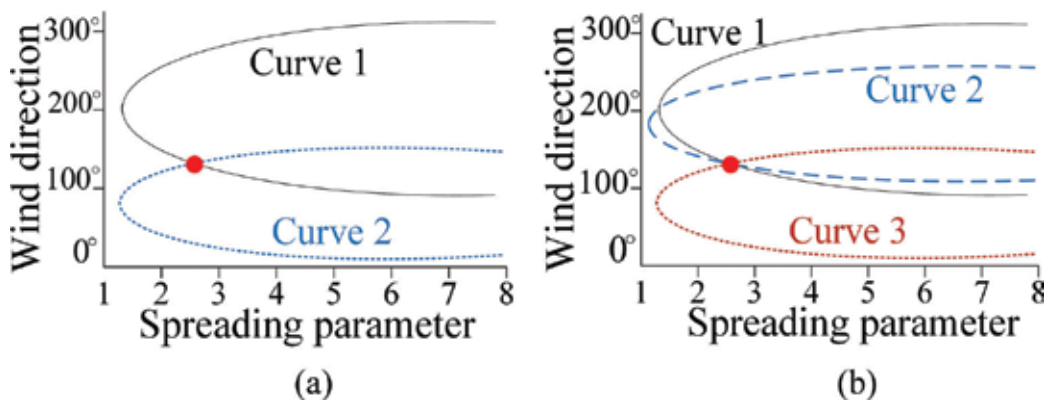 Wind direction
300°
200°
100°
0°
Curve 1
Curve 2
1 2 3 4 5 6 7 8
Spreading parameter
(a)
Wind direction
300°
200°
100°
0°
Curve 1
Curve 2
Curve 3
1 2 3 4 5 6 7 8
Spreading parameter
(b)